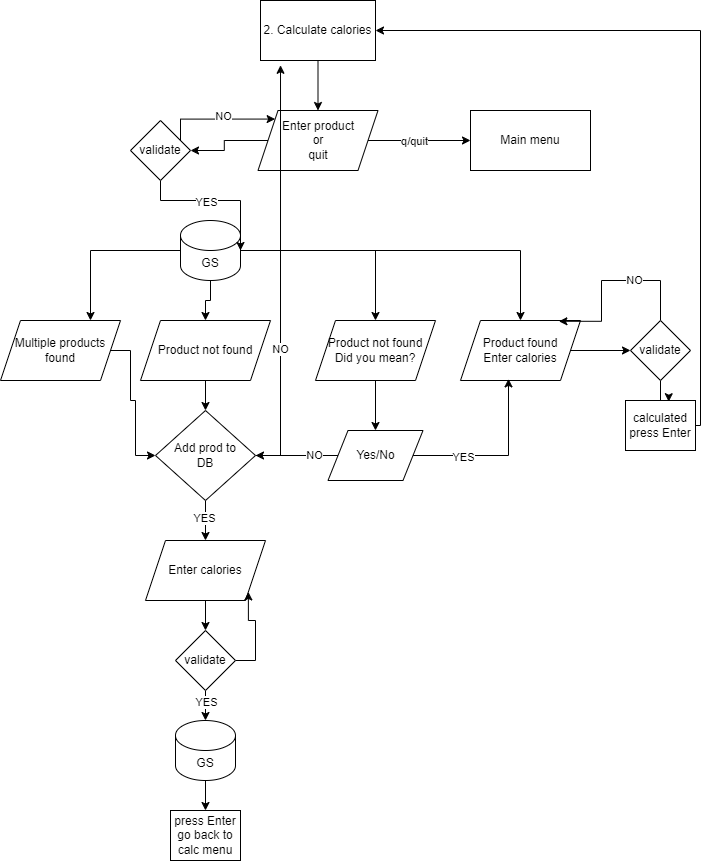 2. Calculate calories
NO
Enter product
or
quit
validate
q/quit
Main menu
YES
GS
NO
Multiple products
found
Product not found
NO
Product not found
Did you mean?
Product found
Enter calories
validate
calculated
press Enter
Add prod to
DB
NO
Yes/No
YES
YES
Enter calories
validate
YES
GS
press Enter
go back to
calc menu